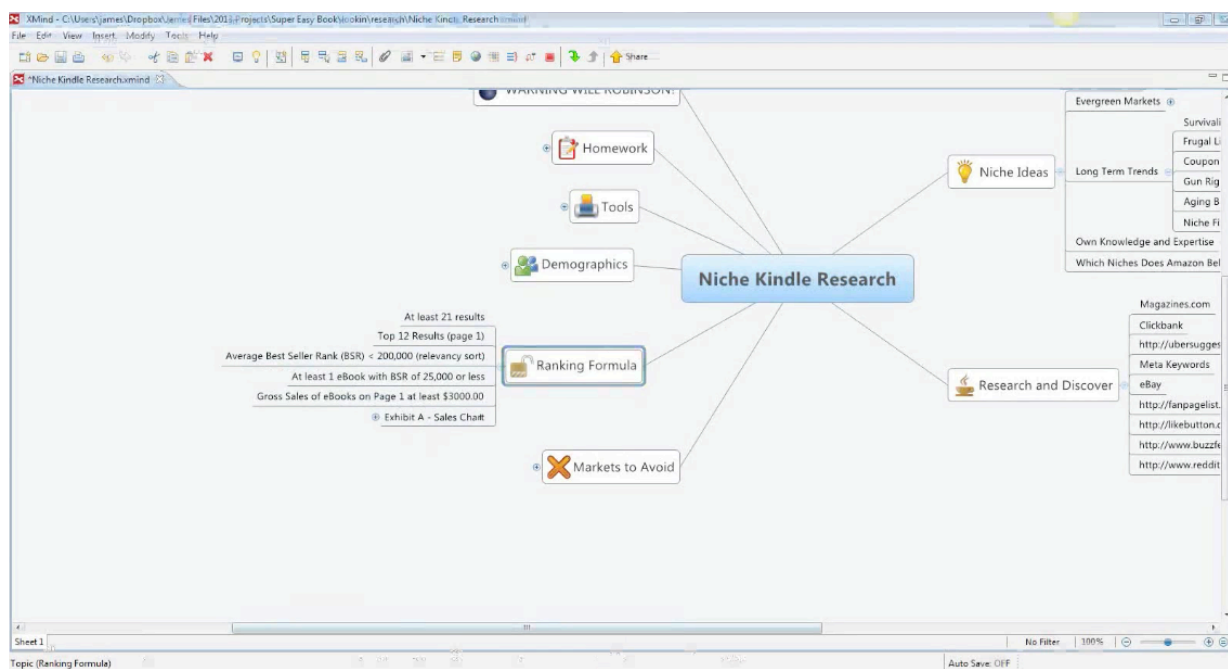 XMind - C:\Users\james\Dropbox\James Files\201 Projects\Super Easy Book\lookin\research\Niche Kindle Research.xmind
File Edit View Insert Modify Tools Help
Share
*Niche Kindle Research.xmind
WARNING WILL ROBINSON!
Homework
Tools
Demographics
Niche Kindle Research
At least 21 results
Top 12 Results (page 1)
Average Best Seller Rank (BSR) < 200,000 (relevancy sort)
At least 1 eBook with BSR of 25,000 or less
Gross Sales of eBooks on Page 1 at least $3000.00
Exhibit A - Sales Chart
Ranking Formula
Markets to Avoid
Niche Ideas
Evergreen Markets
Long Term Trends
Survivali
Frugal Li
Coupon
Gun Rig
Aging B
Niche Fi
Own Knowledge and Expertise
Which Niches Does Amazon Bel
Research and Discover
Magazines.com
Clickbank
http://ubersugges
Meta Keywords
eBay
http://fanpagelist.
http://likebutton.c
http://www.buzzfe
http://www.reddit
Sheet 1
No Filter 100%
Topic (Ranking Formula)
Auto Save: OFF